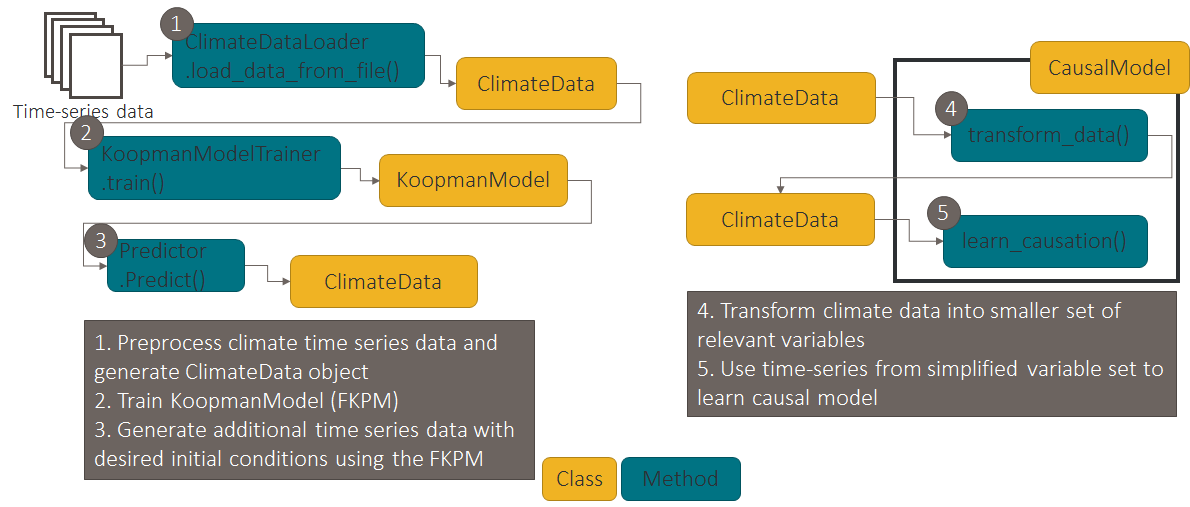 1
ClimateDataLoader
.load_data_from_file()
ClimateData
Time-series data
2
KoopmanModelTrainer
.train()
KoopmanModel
3
Predictor
.Predict()
ClimateData
1. Preprocess climate time series data and
generate ClimateData object
2. Train KoopmanModel (FKPM)
3. Generate additional time series data with
desired initial conditions using the FKPM
CausalModel
ClimateData
4
transform_data()
ClimateData
5
learn_causation()
4. Transform climate data into smaller set of
relevant variables
5. Use time-series from simplified variable set to
learn causal model
Class
Method